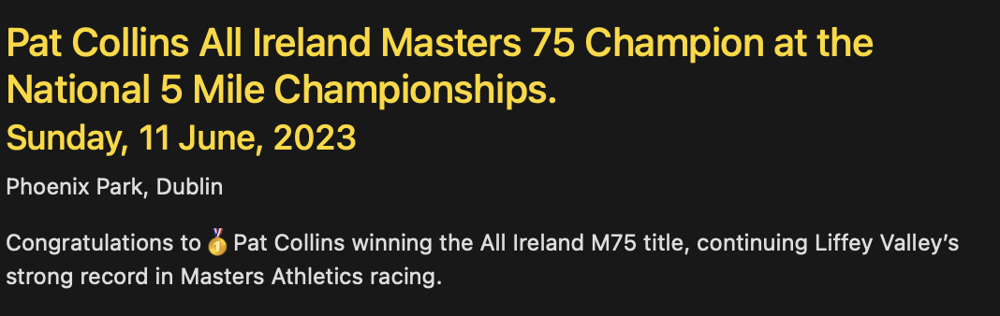 Pat Collins All Ireland Masters 75 Champion at the
National 5 Mile Championships.
Sunday, 11 June, 2023
Phoenix Park, Dublin
Congratulations to🥇Pat Collins winning the All Ireland M75 title, continuing Liffey Valley’s
strong record in Masters Athletics racing.